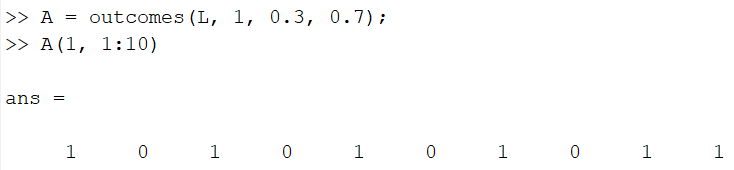 >> A = outcomes(L, 1, 0.3, 0.7);
>> A(1, 1:10)
ans =
1 0 1 0 1 0 1 0 1 1